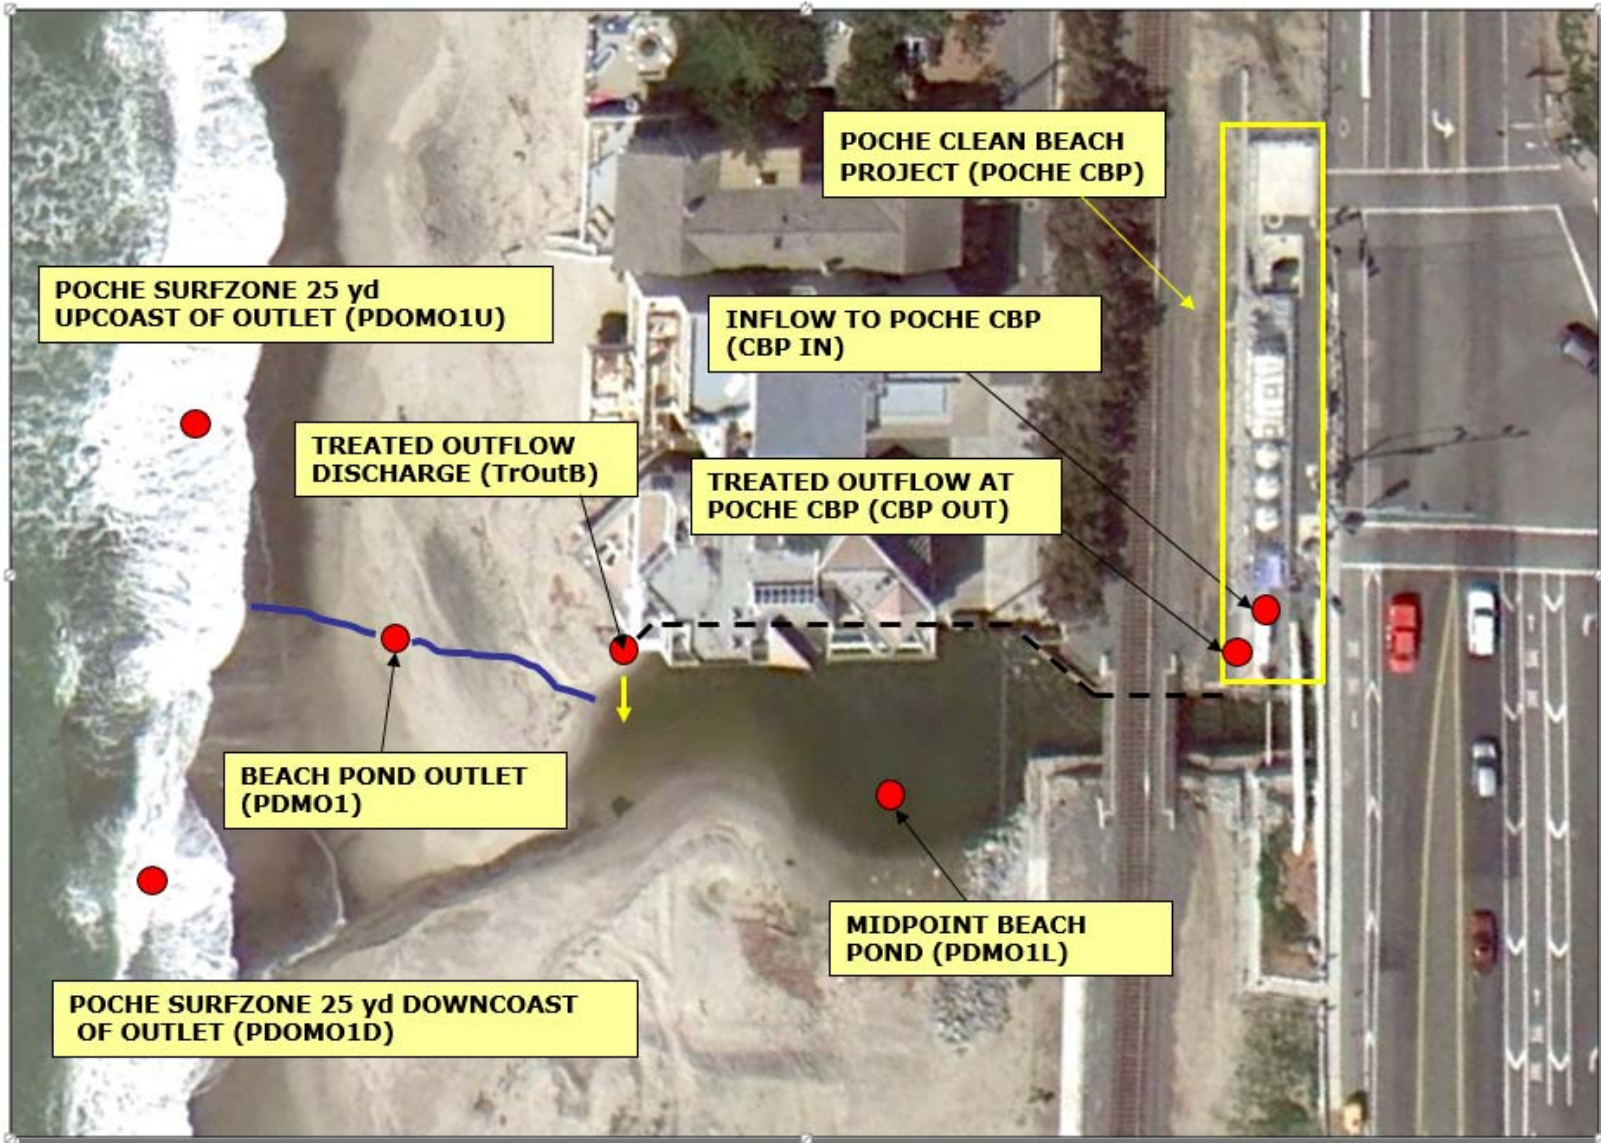 POCHE CLEAN BEACH
PROJECT (POCHE CBP)
POCHE SURFZONE 25 yd
UPCOAST OF OUTLET (PDOMO1U)
INFLOW TO POCHE CBP
(CBP IN)
TREATED OUTFLOW
DISCHARGE (TrOutB)
TREATED OUTFLOW AT
POCHE CBP (CBP OUT)
BEACH POND OUTLET
(PDMO1)
MIDPOINT BEACH
POND (PDMO1L)
POCHE SURFZONE 25 yd DOWNCOAST
OF OUTLET (PDOMO1D)